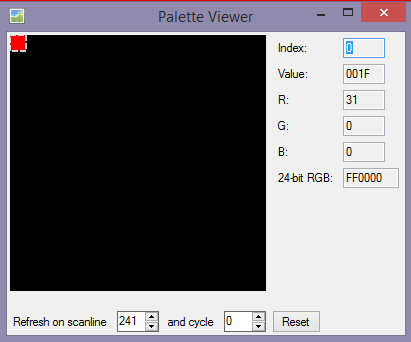 Palette Viewer
Index: 0
Value: 001F
R: 31
G: 0
B: 0
24-bit RGB: FF0000
Refresh on scanline 241 and cycle 0 Reset